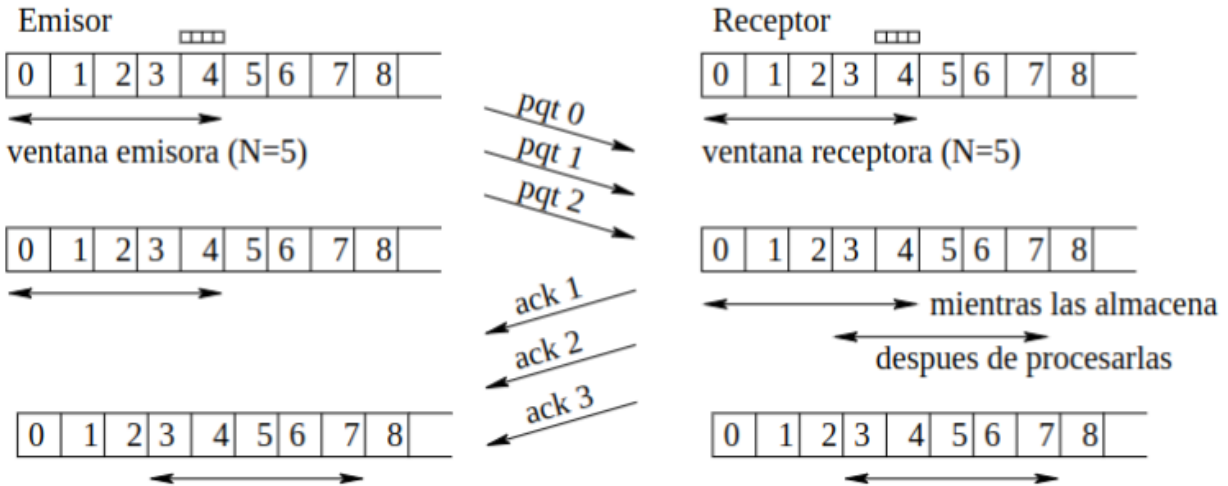 Emisor
0 1 2 3 4 5 6 7 8
ventana emisora (N=5)
pqt 0
pqt 1
pqt 2
Receptor
0 1 2 3 4 5 6 7 8
ventana receptora (N=5)
0 1 2 3 4 5 6 7 8
0 1 2 3 4 5 6 7 8
mientras las almacena
despues de procesarlas
ack 1
ack 2
ack 3
0 1 2 3 4 5 6 7 8
0 1 2 3 4 5 6 7 8